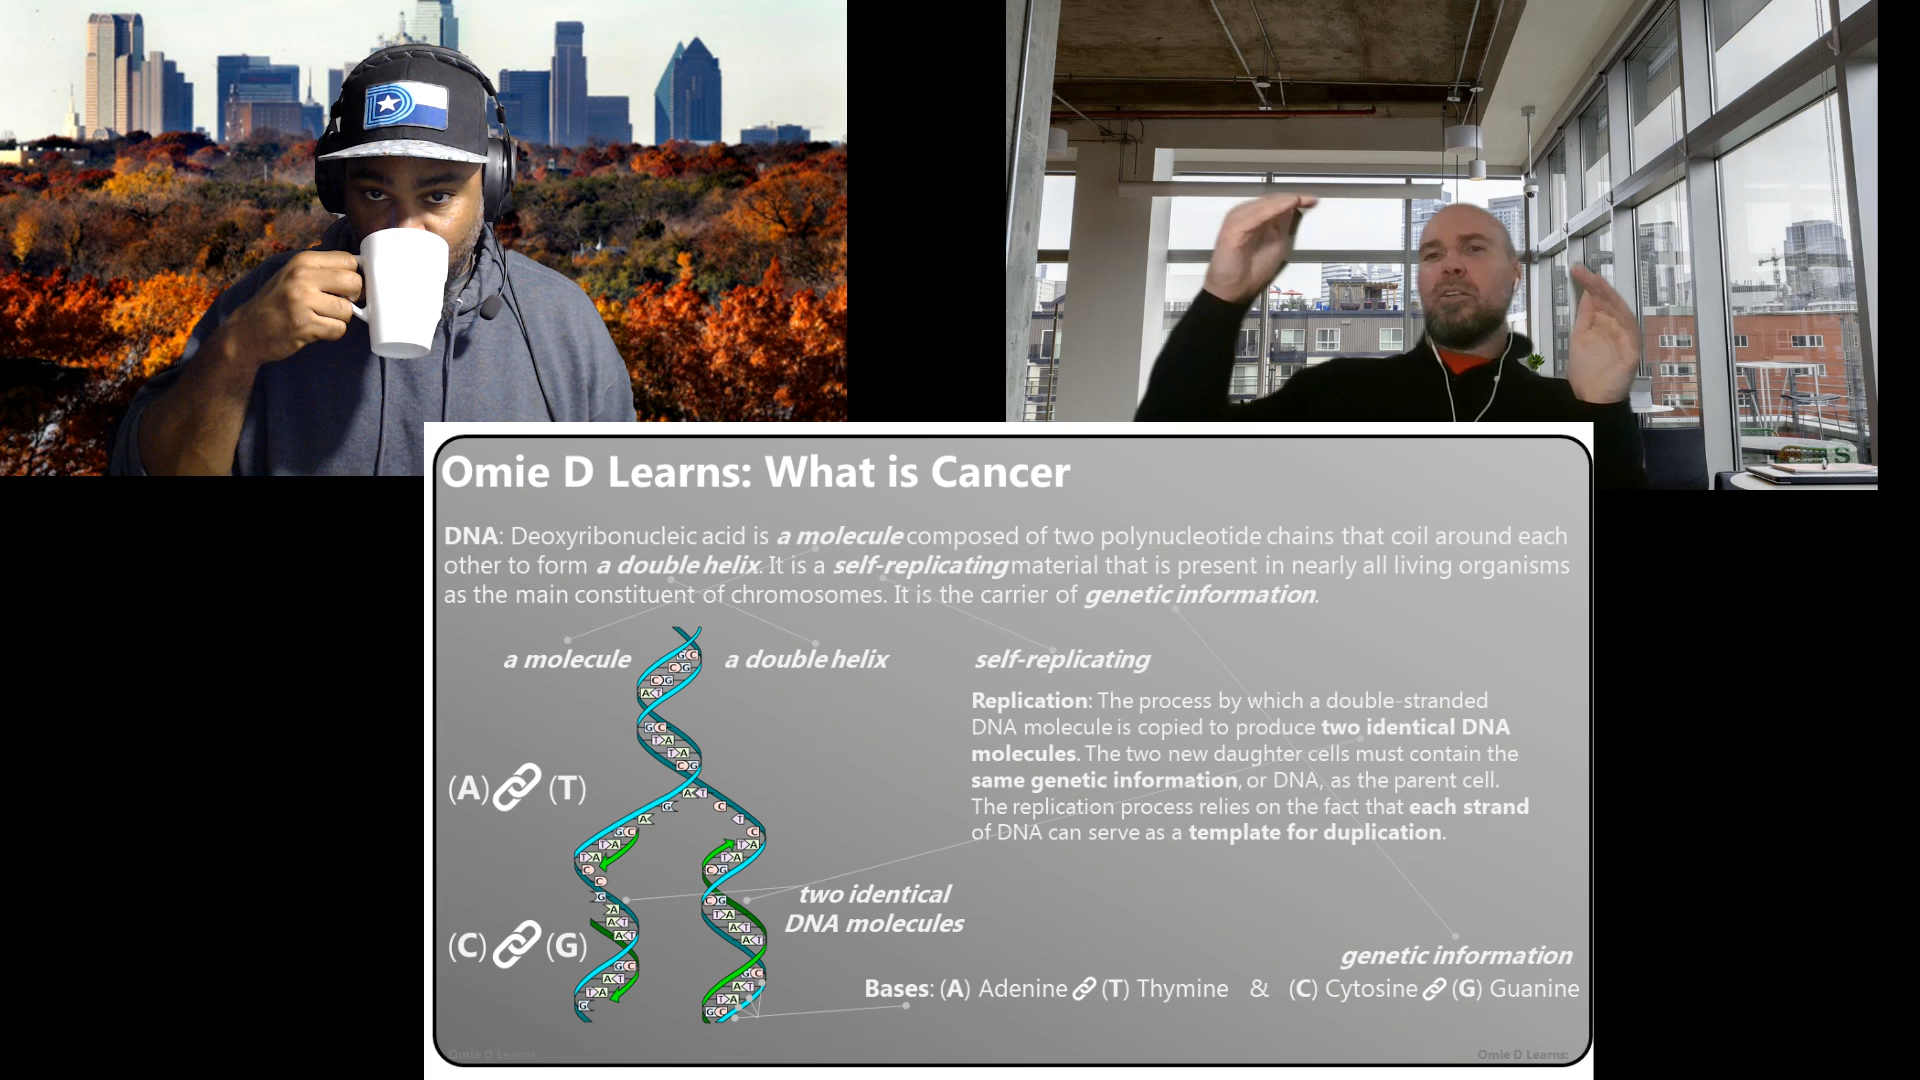 Omie D Learns: What is Cancer
DNA: Deoxyribonucleic acid is a molecule composed of two polynucleotide chains that coil around each
other to form a double helix. It is a self-replicating material that is present in nearly all living organisms
as the main constituent of chromosomes. It is the carrier of genetic information.
a molecule
a double helix
self-replicating
Replication: The process by which a double-stranded
DNA molecule is copied to produce two identical DNA
molecules. The two new daughter cells must contain the
same genetic information, or DNA, as the parent cell.
The replication process relies on the fact that each strand
of DNA can serve as a template for duplication.
(A) (T)
two identical
DNA molecules
(C) (G)
genetic information
Bases: (A) Adenine (T) Thymine & (C) Cytosine (G) Guanine
Omie D Learns:
Omie D Learns: